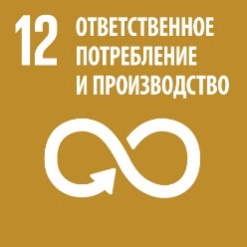 12 ОТВЕТСТВЕННОЕ
ПОТРЕБЛЕНИЕ
И ПРОИЗВОДСТВО